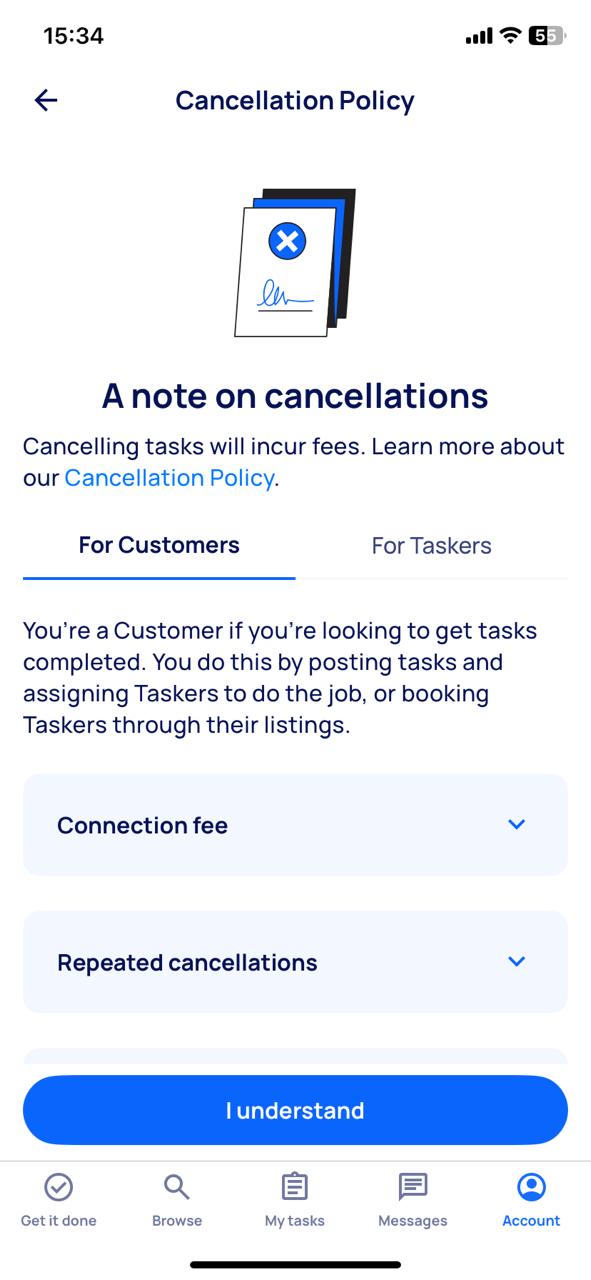 15:34
55
Cancellation Policy
A note on cancellations
Cancelling tasks will incur fees. Learn more about
our Cancellation Policy.
For Customers
For Taskers
You’re a Customer if you’re looking to get tasks
completed. You do this by posting tasks and
assigning Taskers to do the job, or booking
Taskers through their listings.
Connection fee
Repeated cancellations
I understand
Get it done
Browse
My tasks
Messages
Account